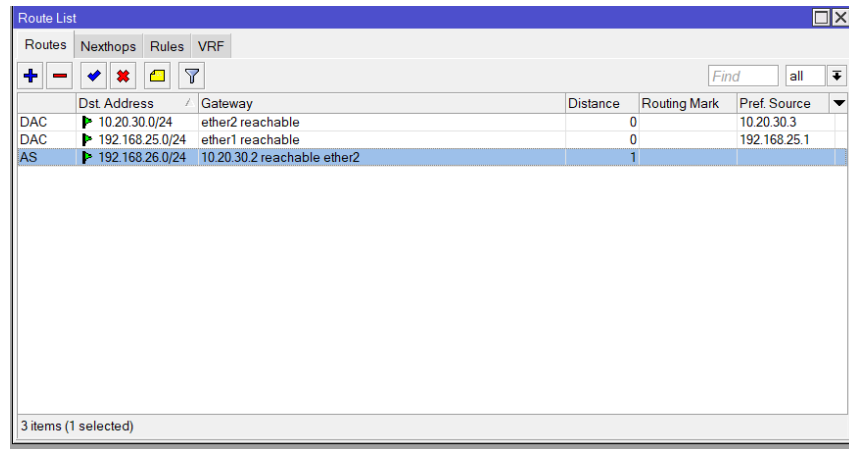 Route List
Routes Nexthops Rules VRF
Find all
Dst. Address Gateway Distance Routing Mark Pref. Source
DAC 10.20.30.0/24 ether2 reachable 0 10.20.30.3
DAC 192.168.25.0/24 ether1 reachable 0 192.168.25.1
AS 192.168.26.0/24 10.20.30.2 reachable ether2 1
3 items (1 selected)